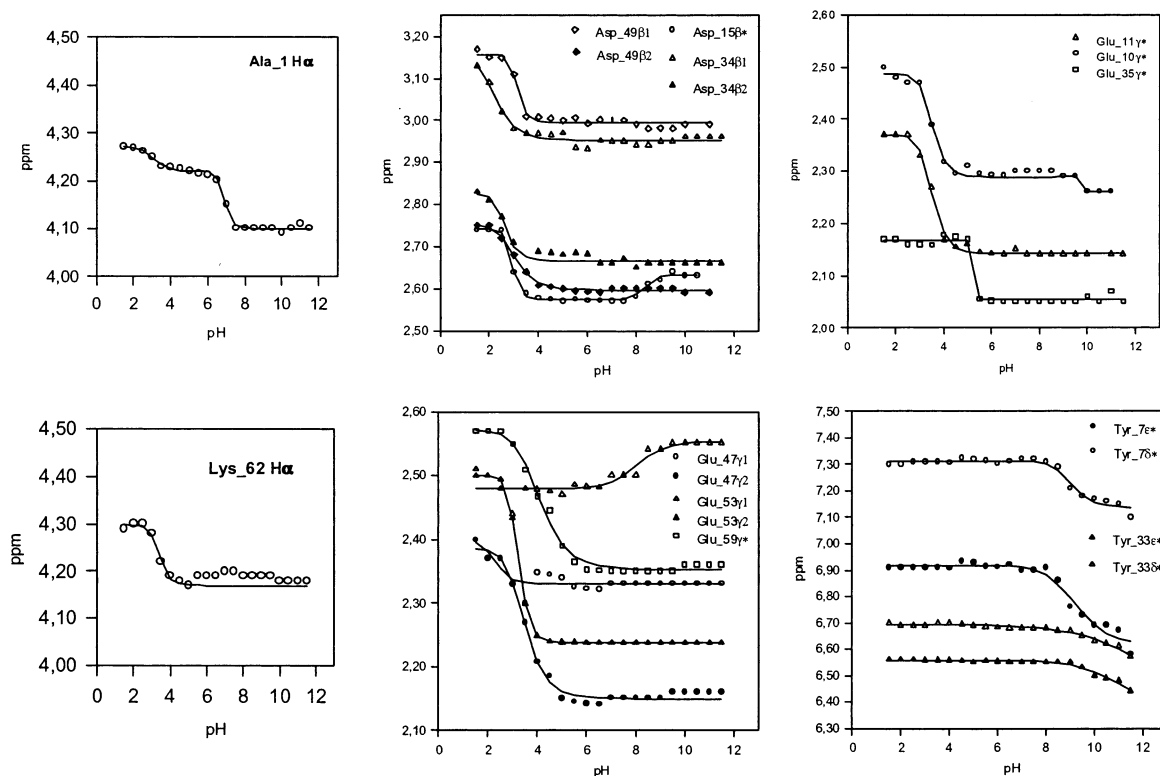 4,50
4,40
4,30
4,20
4,10
4,00
ppm
Ala_1 Hα
0 2 4 6 8 10 12
pH
3,20
3,10
3,00
2,90
2,80
2,70
2,60
2,50
ppm
Asp_49β1
Asp_49β2
Asp_15β*
Asp_34β1
Asp_34β2
0 2 4 6 8 10 12
pH
2,60
2,50
2,40
2,30
2,20
2,10
2,00
ppm
Glu_11γ*
Glu_10γ*
Glu_35γ*
0 2 4 6 8 10 12
pH
4,50
4,40
4,30
4,20
4,10
4,00
ppm
Lys_62 Hα
0 2 4 6 8 10 12
pH
2,60
2,50
2,40
2,30
2,20
2,10
ppm
Glu_47γ1
Glu_47γ2
Glu_53γ1
Glu_53γ2
Glu_59γ*
0 2 4 6 8 10 12
pH
7,50
7,40
7,30
7,20
7,10
7,00
6,90
6,80
6,70
6,60
6,50
6,40
6,30
ppm
Tyr_7ε*
Tyr_7δ*
Tyr_33ε*
Tyr_33δ*
0 2 4 6 8 10 12
pH